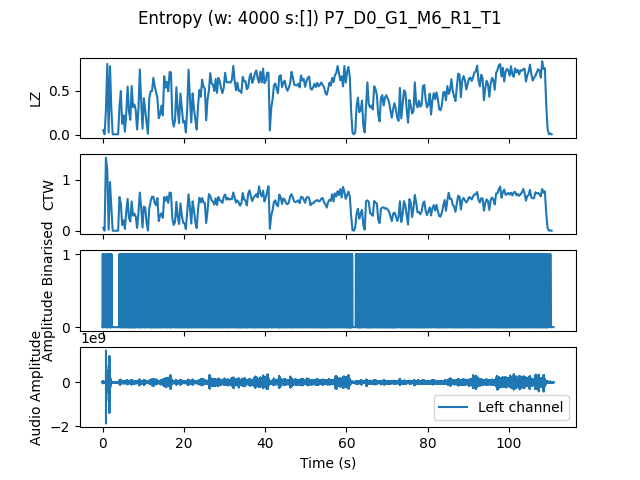 Entropy (w: 4000 s:[]) P7_D0_G1_M6_R1_T1
LZ
0.5
0.0
CTW
1
0
Amplitude Binarised
1
0
1e9
Audio Amplitude
0
−2
Left channel
0
20
40
60
80
100
Time (s)